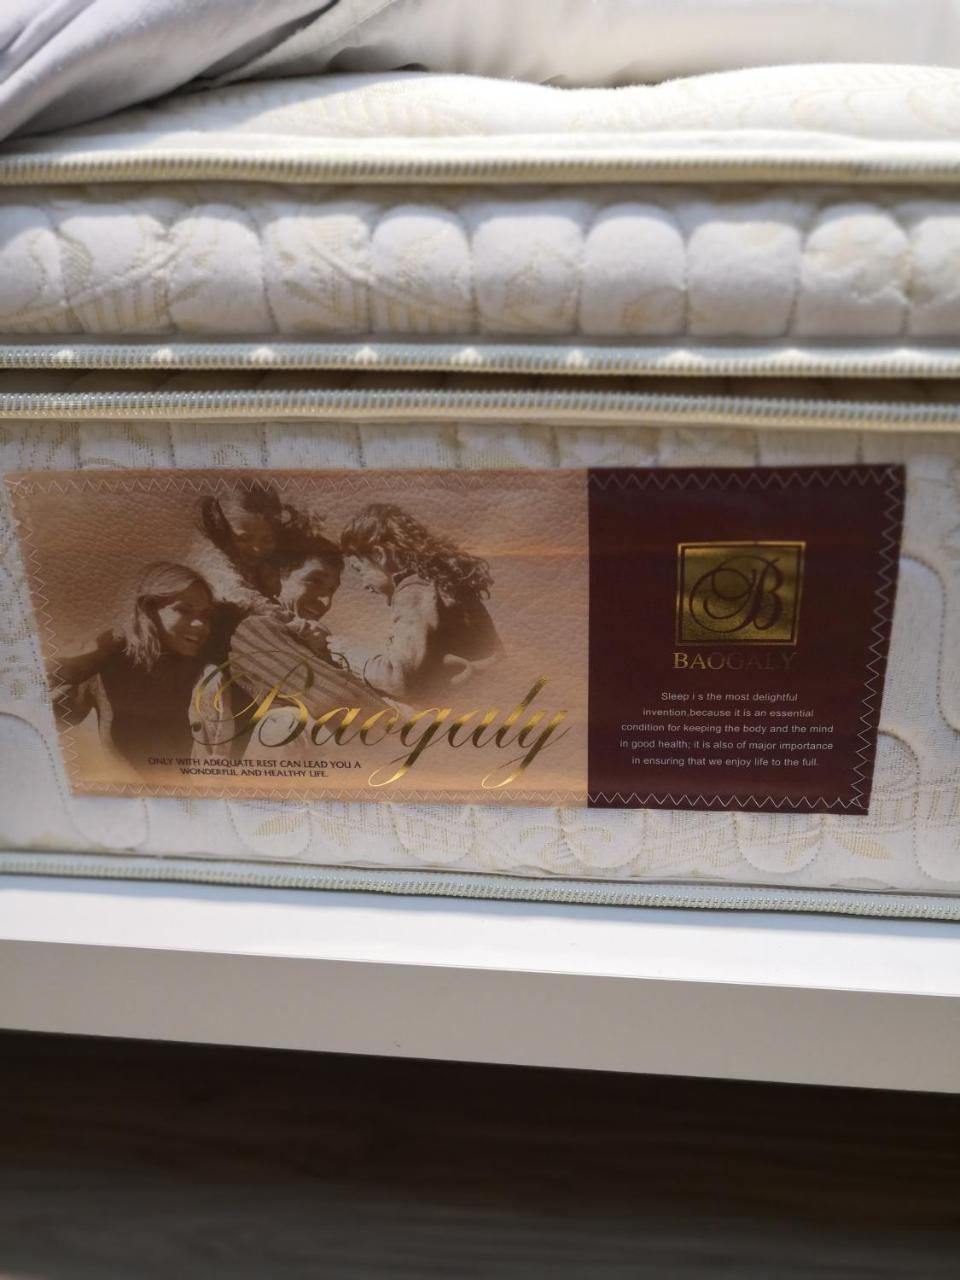 Baogaly
ONLY WITH ADEQUATE REST CAN LEAD YOU A
WONDERFUL AND HEALTHY LIFE.
B
BAOGALY
Sleep i s the most delightful
invention,because it is an essential
condition for keeping the body and the mind
in good health; it is also of major importance
in ensuring that we enjoy life to the full.